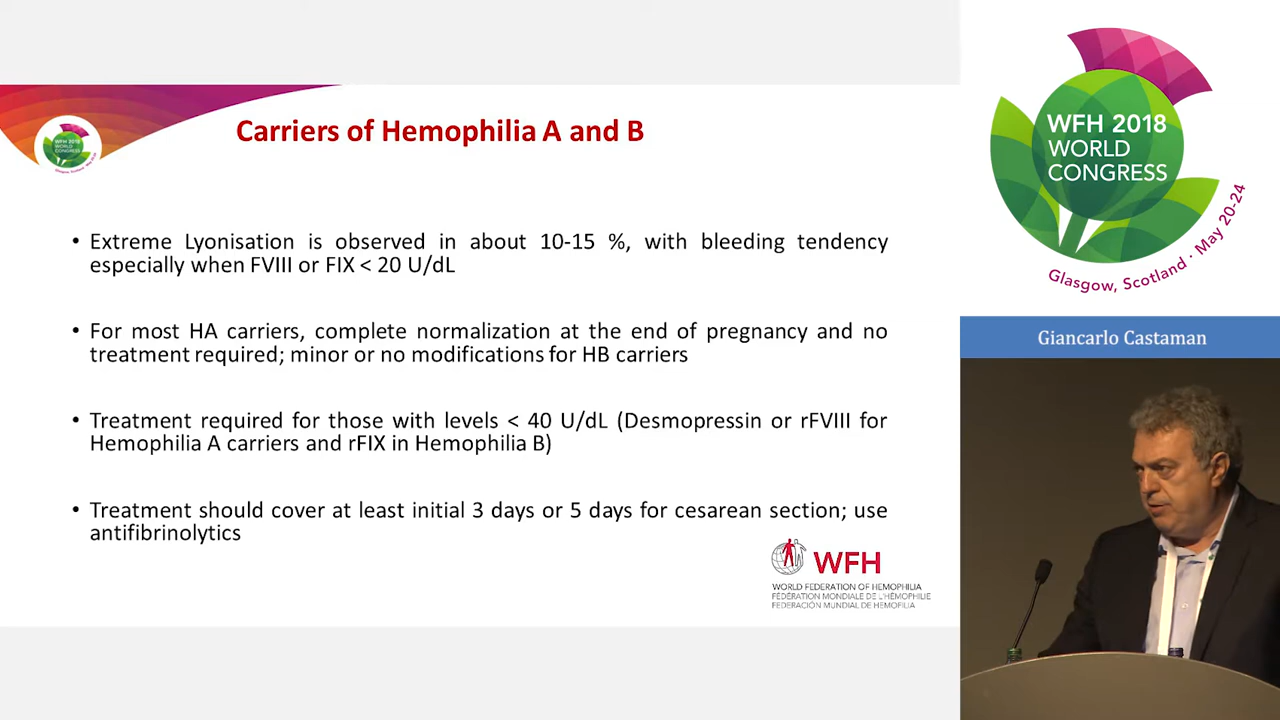 Carriers of Hemophilia A and B
• Extreme Lyonisation is observed in about 10-15 %, with bleeding tendency
especially when FVIII or FIX < 20 U/dL
• For most HA carriers, complete normalization at the end of pregnancy and no
treatment required; minor or no modifications for HB carriers
• Treatment required for those with levels < 40 U/dL (Desmopressin or rFVIII for
Hemophilia A carriers and rFIX in Hemophilia B)
• Treatment should cover at least initial 3 days or 5 days for cesarean section; use
antifibrinolytics
WFH
WORLD FEDERATION OF HEMOPHILIA
FÉDÉRATION MONDIALE DE L'HÉMOPHILIE
FEDERACIÓN MUNDIAL DE HEMOFILIA
WFH 2018
WORLD
CONGRESS
Glasgow, Scotland · May 20-24
Giancarlo Castaman
WFH 2018
WORLD
CONGRESS